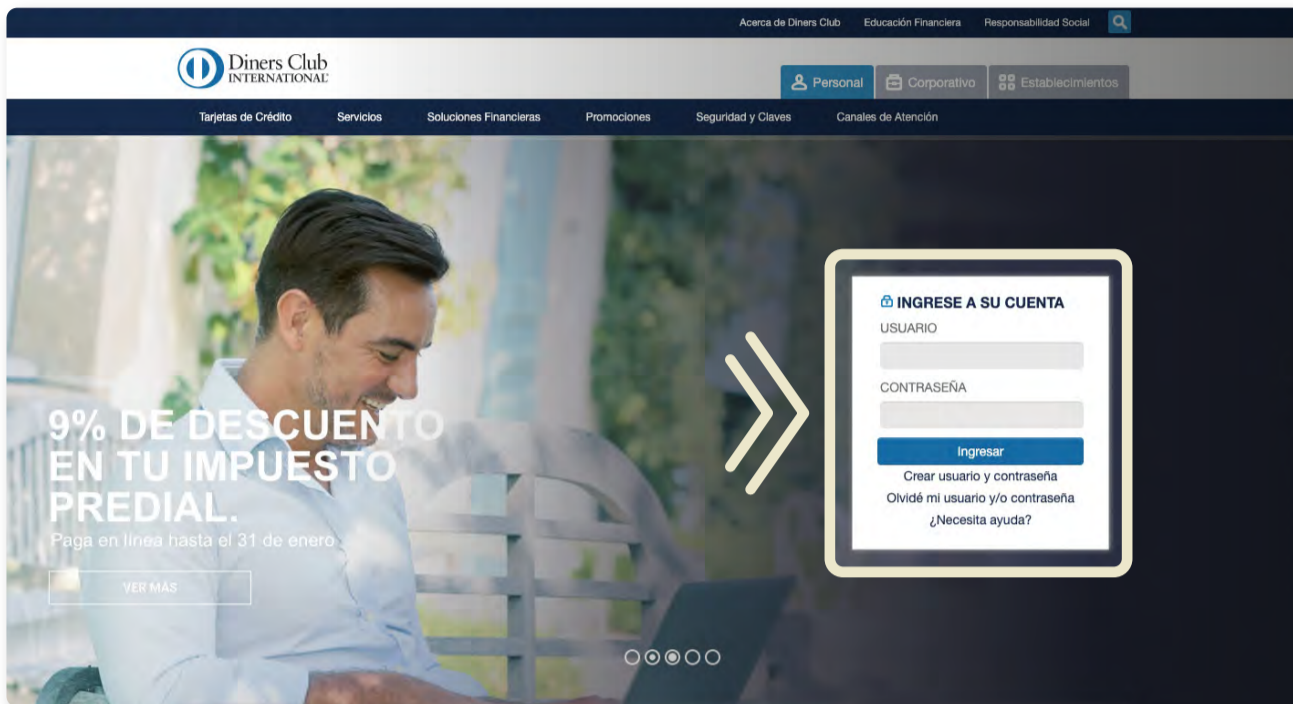 Acerca de Diners Club Educación Financiera Responsabilidad Social
Diners Club
INTERNATIONAL®
Personal Corporativo Establecimientos
Tarjetas de Crédito Servicios Soluciones Financieras Promociones Seguridad y Claves Canales de Atención
9% DE DESCUENTO
EN TU IMPUESTO
PREDIAL.
Paga en línea hasta el 31 de enero
VER MÁS
INGRESE A SU CUENTA
USUARIO
CONTRASEÑA
Ingresar
Crear usuario y contraseña
Olvidé mi usuario y/o contraseña
¿Necesita ayuda?